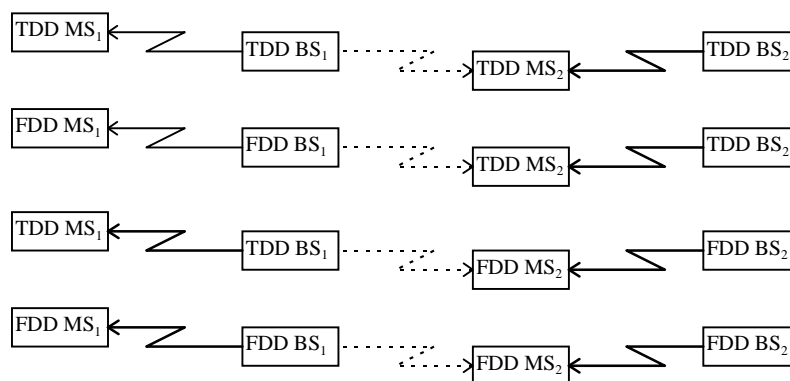 TDD MS₁ TDD BS₁ TDD MS₂ TDD BS₂
FDD MS₁ FDD BS₁ TDD MS₂ TDD BS₂
TDD MS₁ TDD BS₁ FDD MS₂ FDD BS₂
FDD MS₁ FDD BS₁ FDD MS₂ FDD BS₂